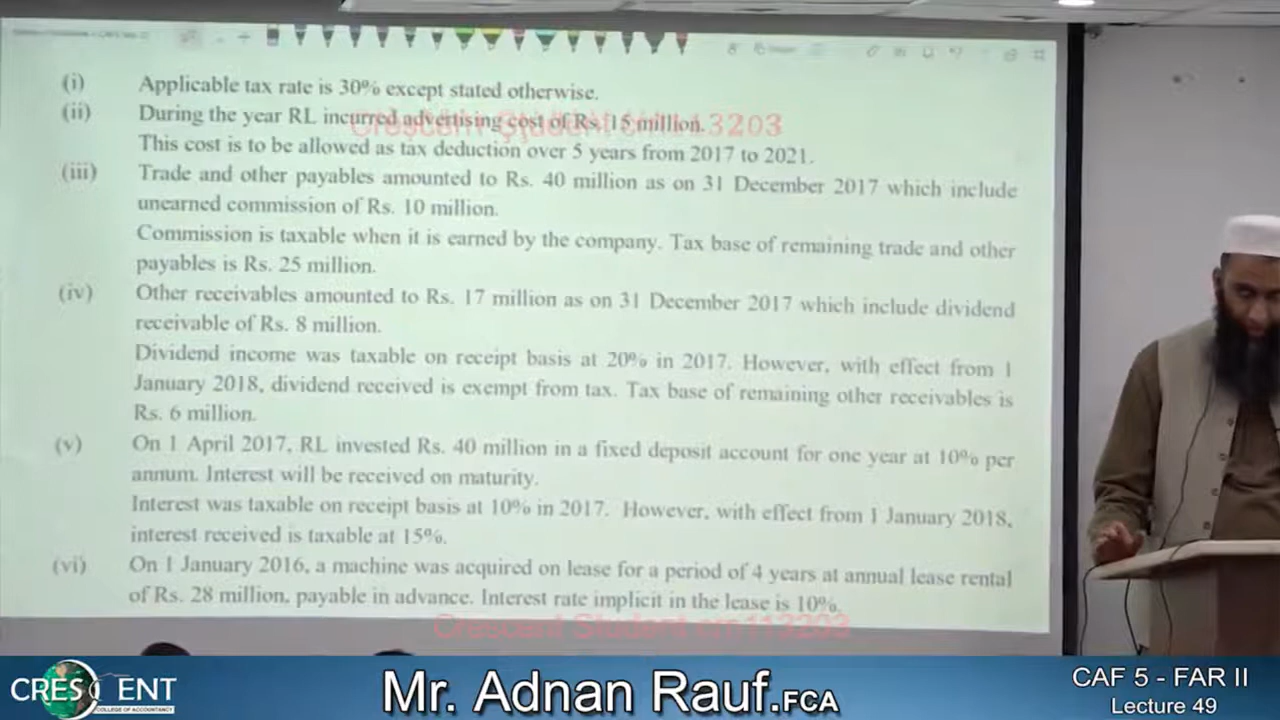 (i) Applicable tax rate is 30% except stated otherwise.
(ii) During the year RL incurred advertising cost of Rs. 15 million.
This cost is to be allowed as tax deduction over 5 years from 2017 to 2021.
(iii) Trade and other payables amounted to Rs. 40 million as on 31 December 2017 which include
unearned commission of Rs. 10 million.
Commission is taxable when it is earned by the company. Tax base of remaining trade and other
payables is Rs. 25 million.
(iv) Other receivables amounted to Rs. 17 million as on 31 December 2017 which include dividend
receivable of Rs. 8 million.
Dividend income was taxable on receipt basis at 20% in 2017. However, with effect from 1
January 2018, dividend received is exempt from tax. Tax base of remaining other receivables is
Rs. 6 million.
(v) On 1 April 2017, RL invested Rs. 40 million in a fixed deposit account for one year at 10% per
annum. Interest will be received on maturity.
Interest was taxable on receipt basis at 10% in 2017. However, with effect from 1 January 2018,
interest received is taxable at 15%.
(vi) On 1 January 2016, a machine was acquired on lease for a period of 4 years at annual lease rental
of Rs. 28 million, payable in advance. Interest rate implicit in the lease is 10%.
Crescent Student
CRESCENT
COLLEGE OF ACCOUNTANCY
Mr. Adnan Rauf.FCA
CAF 5 - FAR II
Lecture 49